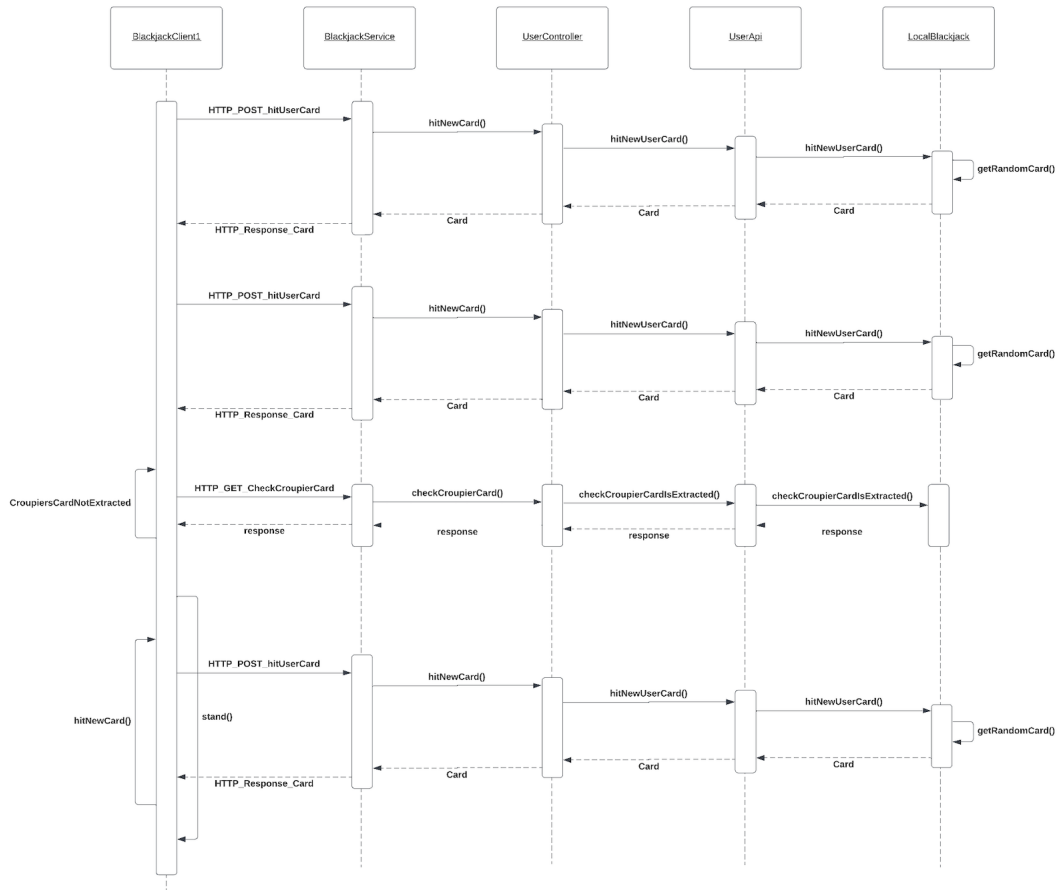 BlackjackClient1
BlackjackService
UserController
UserApi
LocalBlackjack
HTTP_POST_hitUserCard
hitNewCard()
hitNewUserCard()
hitNewUserCard()
getRandomCard()
Card
Card
Card
HTTP_Response_Card
HTTP_POST_hitUserCard
hitNewCard()
hitNewUserCard()
hitNewUserCard()
getRandomCard()
Card
Card
Card
HTTP_Response_Card
CroupiersCardNotExtracted
HTTP_GET_CheckCroupierCard
checkCroupierCard()
checkCroupierCardIsExtracted()
checkCroupierCardIsExtracted()
response
response
response
response
HTTP_POST_hitUserCard
hitNewCard()
hitNewUserCard()
hitNewUserCard()
hitNewCard()
stand()
getRandomCard()
Card
Card
Card
HTTP_Response_Card